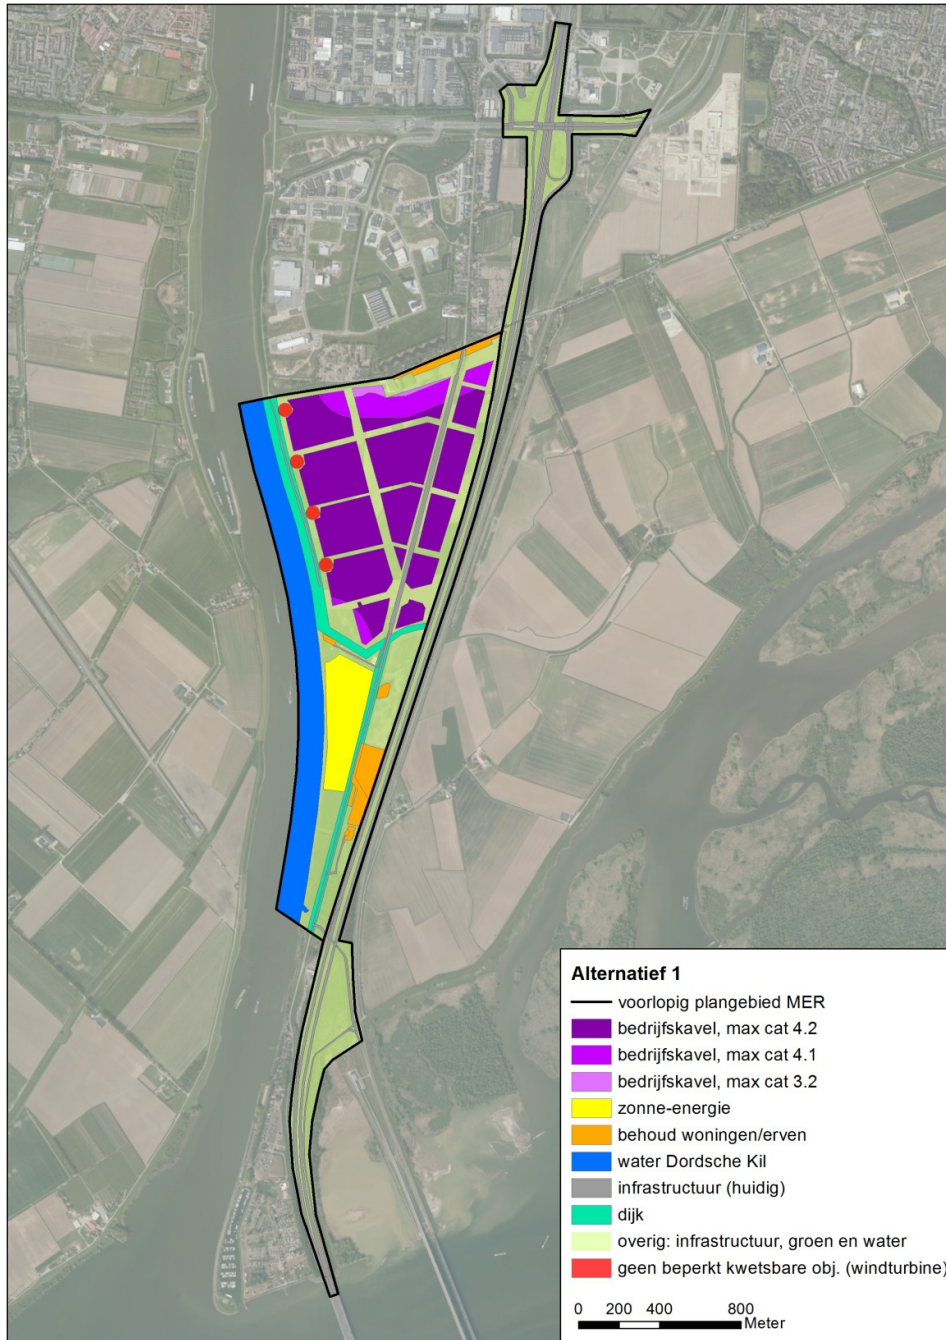 Alternatief 1
voorlopig plangebied MER
bedrijfskavel, max cat 4.2
bedrijfskavel, max cat 4.1
bedrijfskavel, max cat 3.2
zonne-energie
behoud woningen/erven
water Dordsche Kil
infrastructuur (huidig)
dijk
overig: infrastructuur, groen en water
geen beperkt kwetsbare obj. (windturbine)
0 200 400 800
Meter